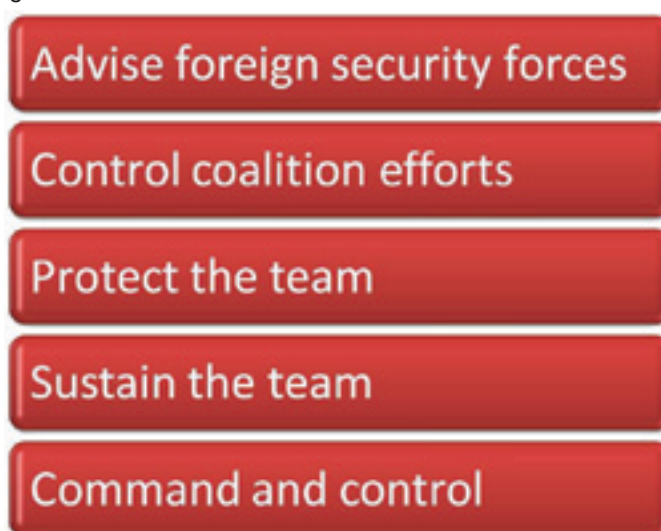 Advise foreign security forces
Control coalition efforts
Protect the team
Sustain the team
Command and control